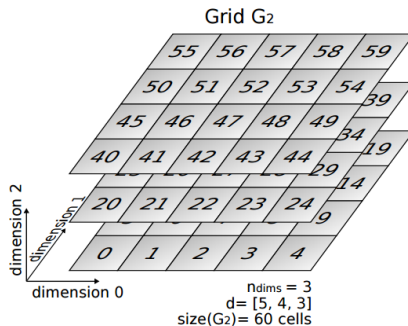 Grid G2
55 56 57 58 59
50 51 52 53 54
45 46 47 48 49
40 41 42 43 44
39
34
29
20 21 22 23 24
19
14
9
0 1 2 3 4
dimension 2
dimension 1
dimension 0
ndims = 3
d= [5, 4, 3]
size(G2)= 60 cells